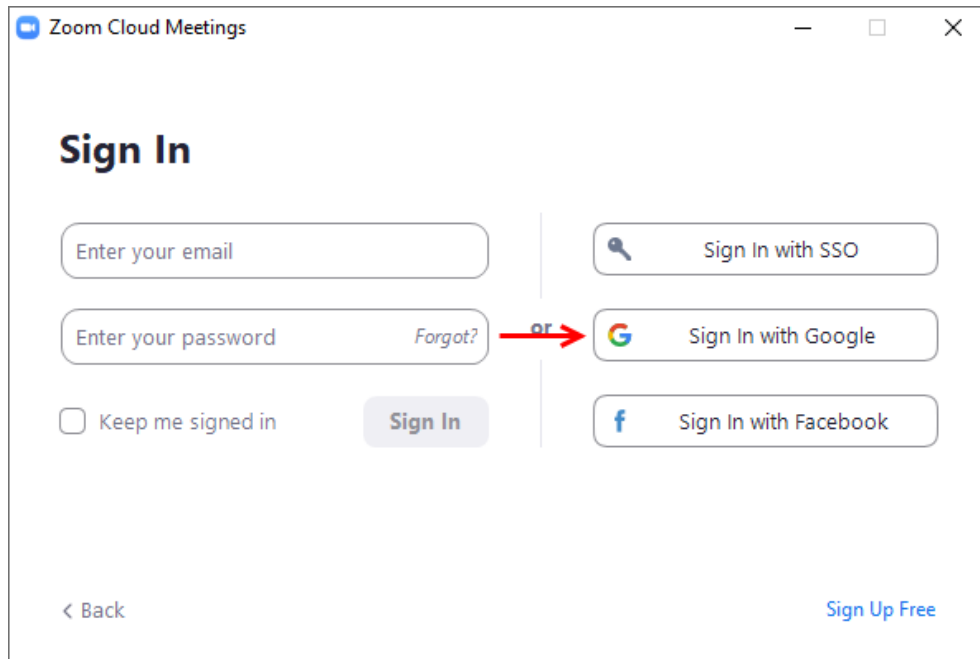 Zoom Cloud Meetings
Sign In
Enter your email
Enter your password Forgot?
Keep me signed in Sign In
or
Sign In with SSO
Sign In with Google
Sign In with Facebook
< Back
Sign Up Free